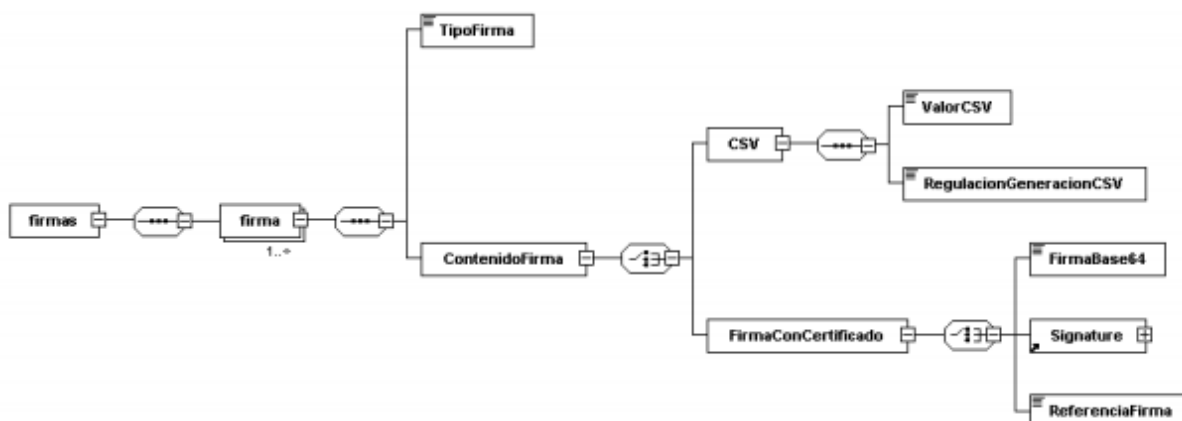 TipoFirma
ValorCSV
CSV
RegulacionGeneracionCSV
firmas
firma
1..÷
ContenidoFirma
FirmaBase64
FirmaConCertificado
Signature
ReferenciaFirma